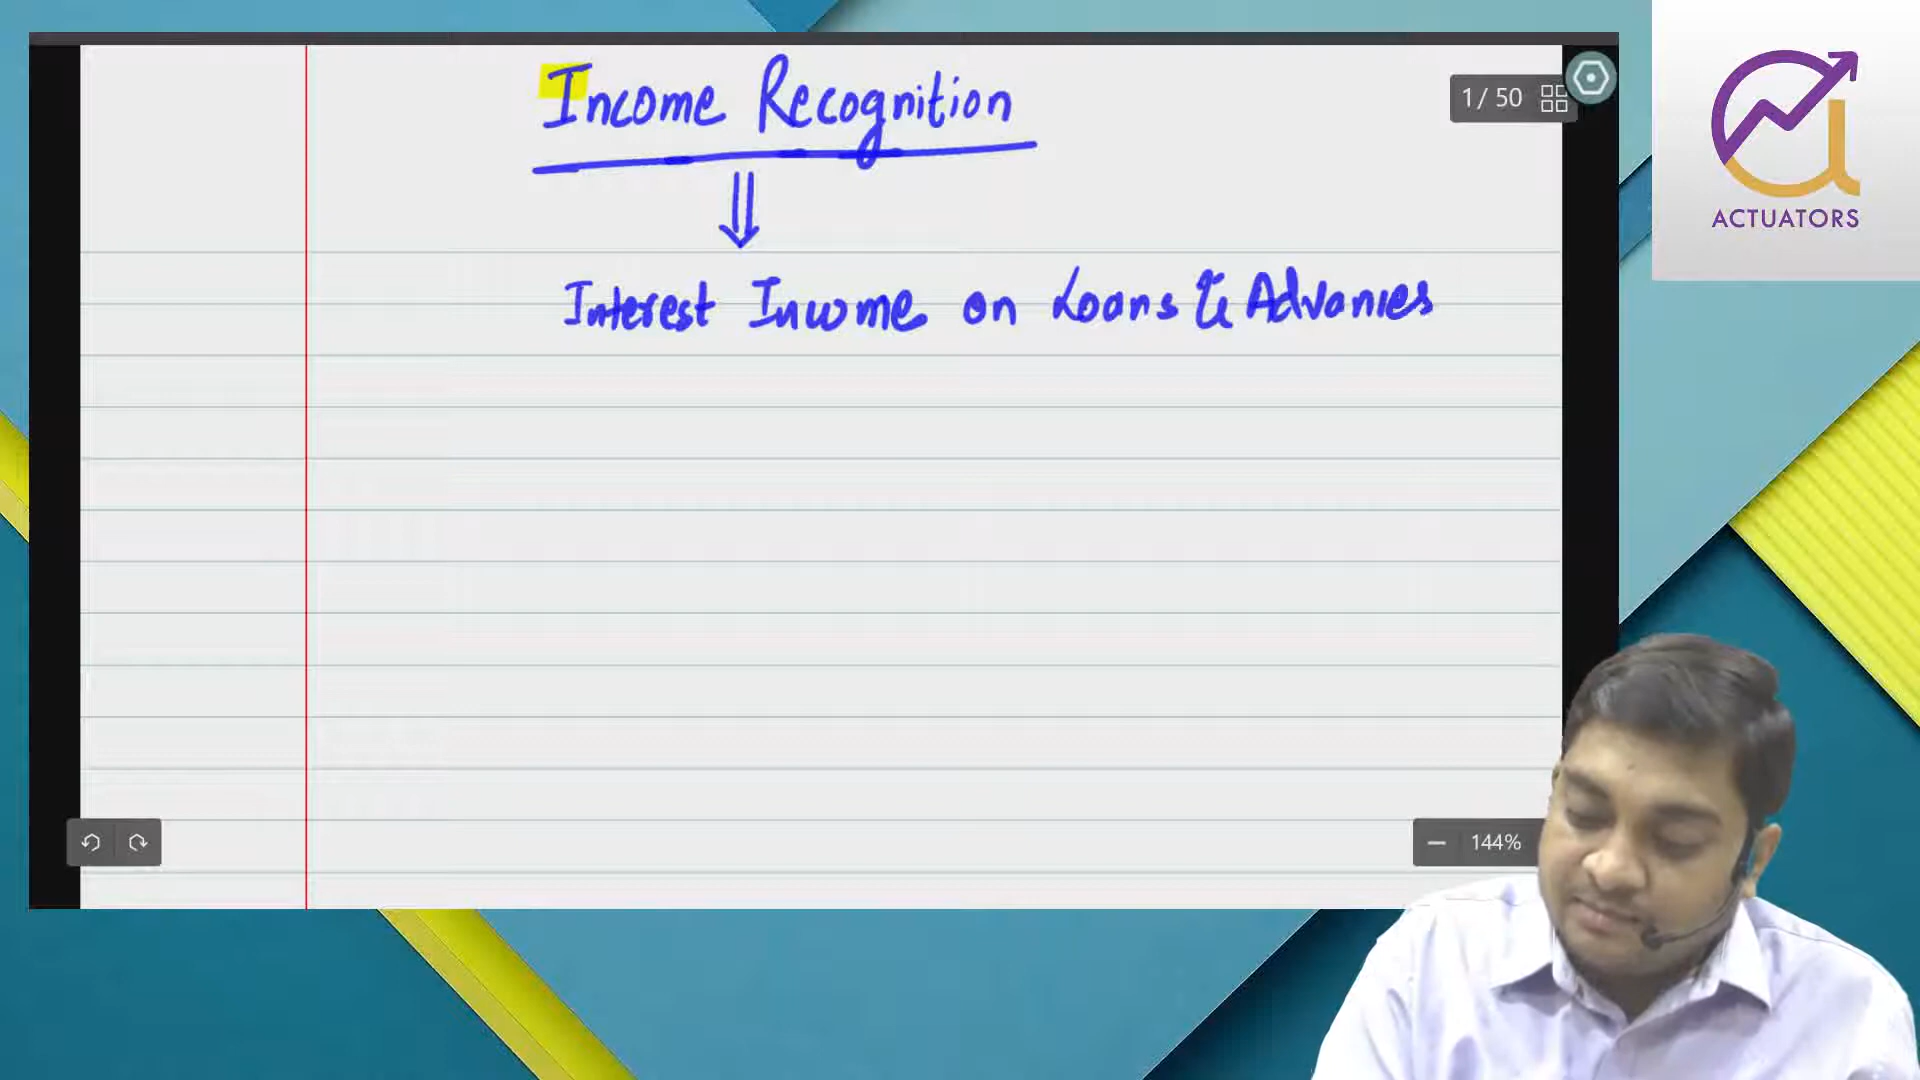 Income Recognition
1 / 50
ACTUATORS
Interest Income on Loans & Advances
144%